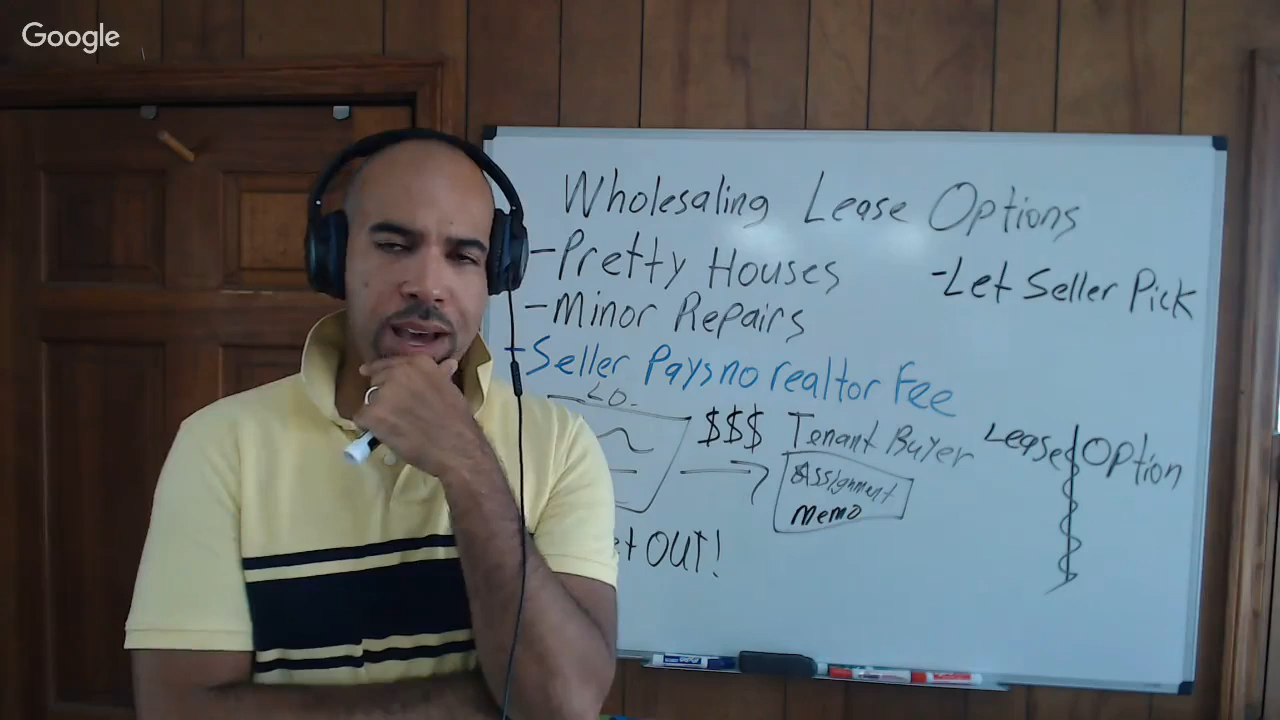 Google
Wholesaling Lease Options
-Pretty Houses
-Let Seller Pick
-Minor Repairs
-Seller Pays no realtor Fee
LO.
$$$ Tenant Buyer
Lease Option
Assignment
Memo
OUT!